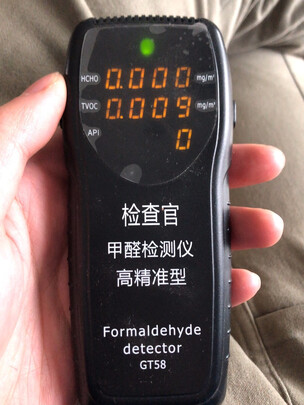 HCHO 0.000 mg/m³
TVOC 0.009 mg/m³
API 0
检查官
甲醛检测仪
高精准型
Formaldehyde
detector
GT58